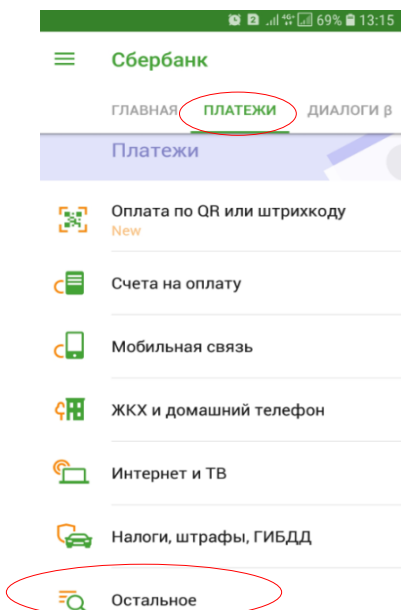 69% 13:15
Сбербанк
ГЛАВНАЯ ПЛАТЕЖИ ДИАЛОГИ β
Платежи
Оплата по QR или штрихкоду
New
Счета на оплату
Мобильная связь
ЖКХ и домашний телефон
Интернет и ТВ
Налоги, штрафы, ГИБДД
Остальное